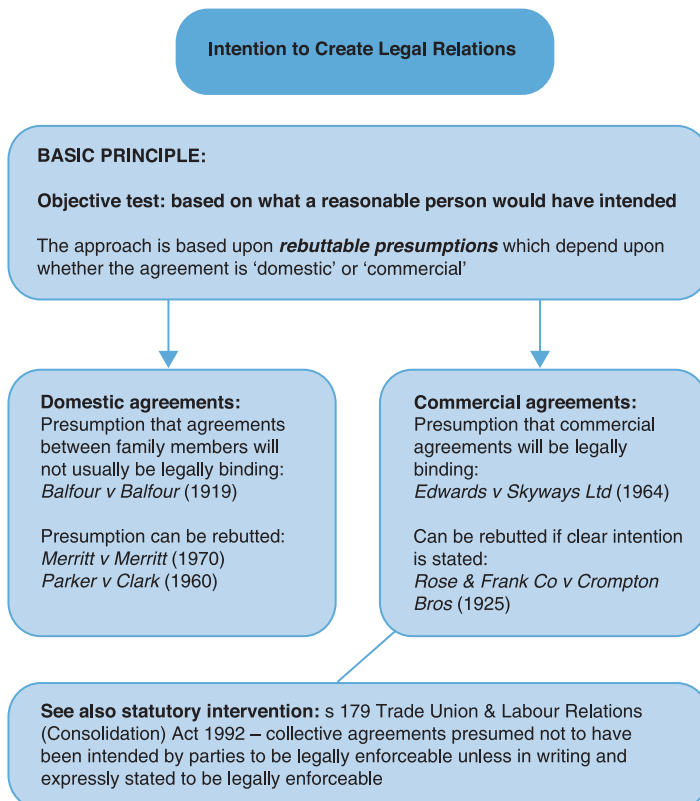 Intention to Create Legal Relations
BASIC PRINCIPLE:
Objective test: based on what a reasonable person would have intended
The approach is based upon rebuttable presumptions which depend upon
whether the agreement is ‘domestic’ or ‘commercial’
Domestic agreements:
Presumption that agreements
between family members will
not usually be legally binding:
Balfour v Balfour (1919)
Presumption can be rebutted:
Merritt v Merritt (1970)
Parker v Clark (1960)
Commercial agreements:
Presumption that commercial
agreements will be legally
binding:
Edwards v Skyways Ltd (1964)
Can be rebutted if clear intention
is stated:
Rose & Frank Co v Crompton
Bros (1925)
See also statutory intervention: s 179 Trade Union & Labour Relations
(Consolidation) Act 1992 – collective agreements presumed not to have
been intended by parties to be legally enforceable unless in writing and
expressly stated to be legally enforceable